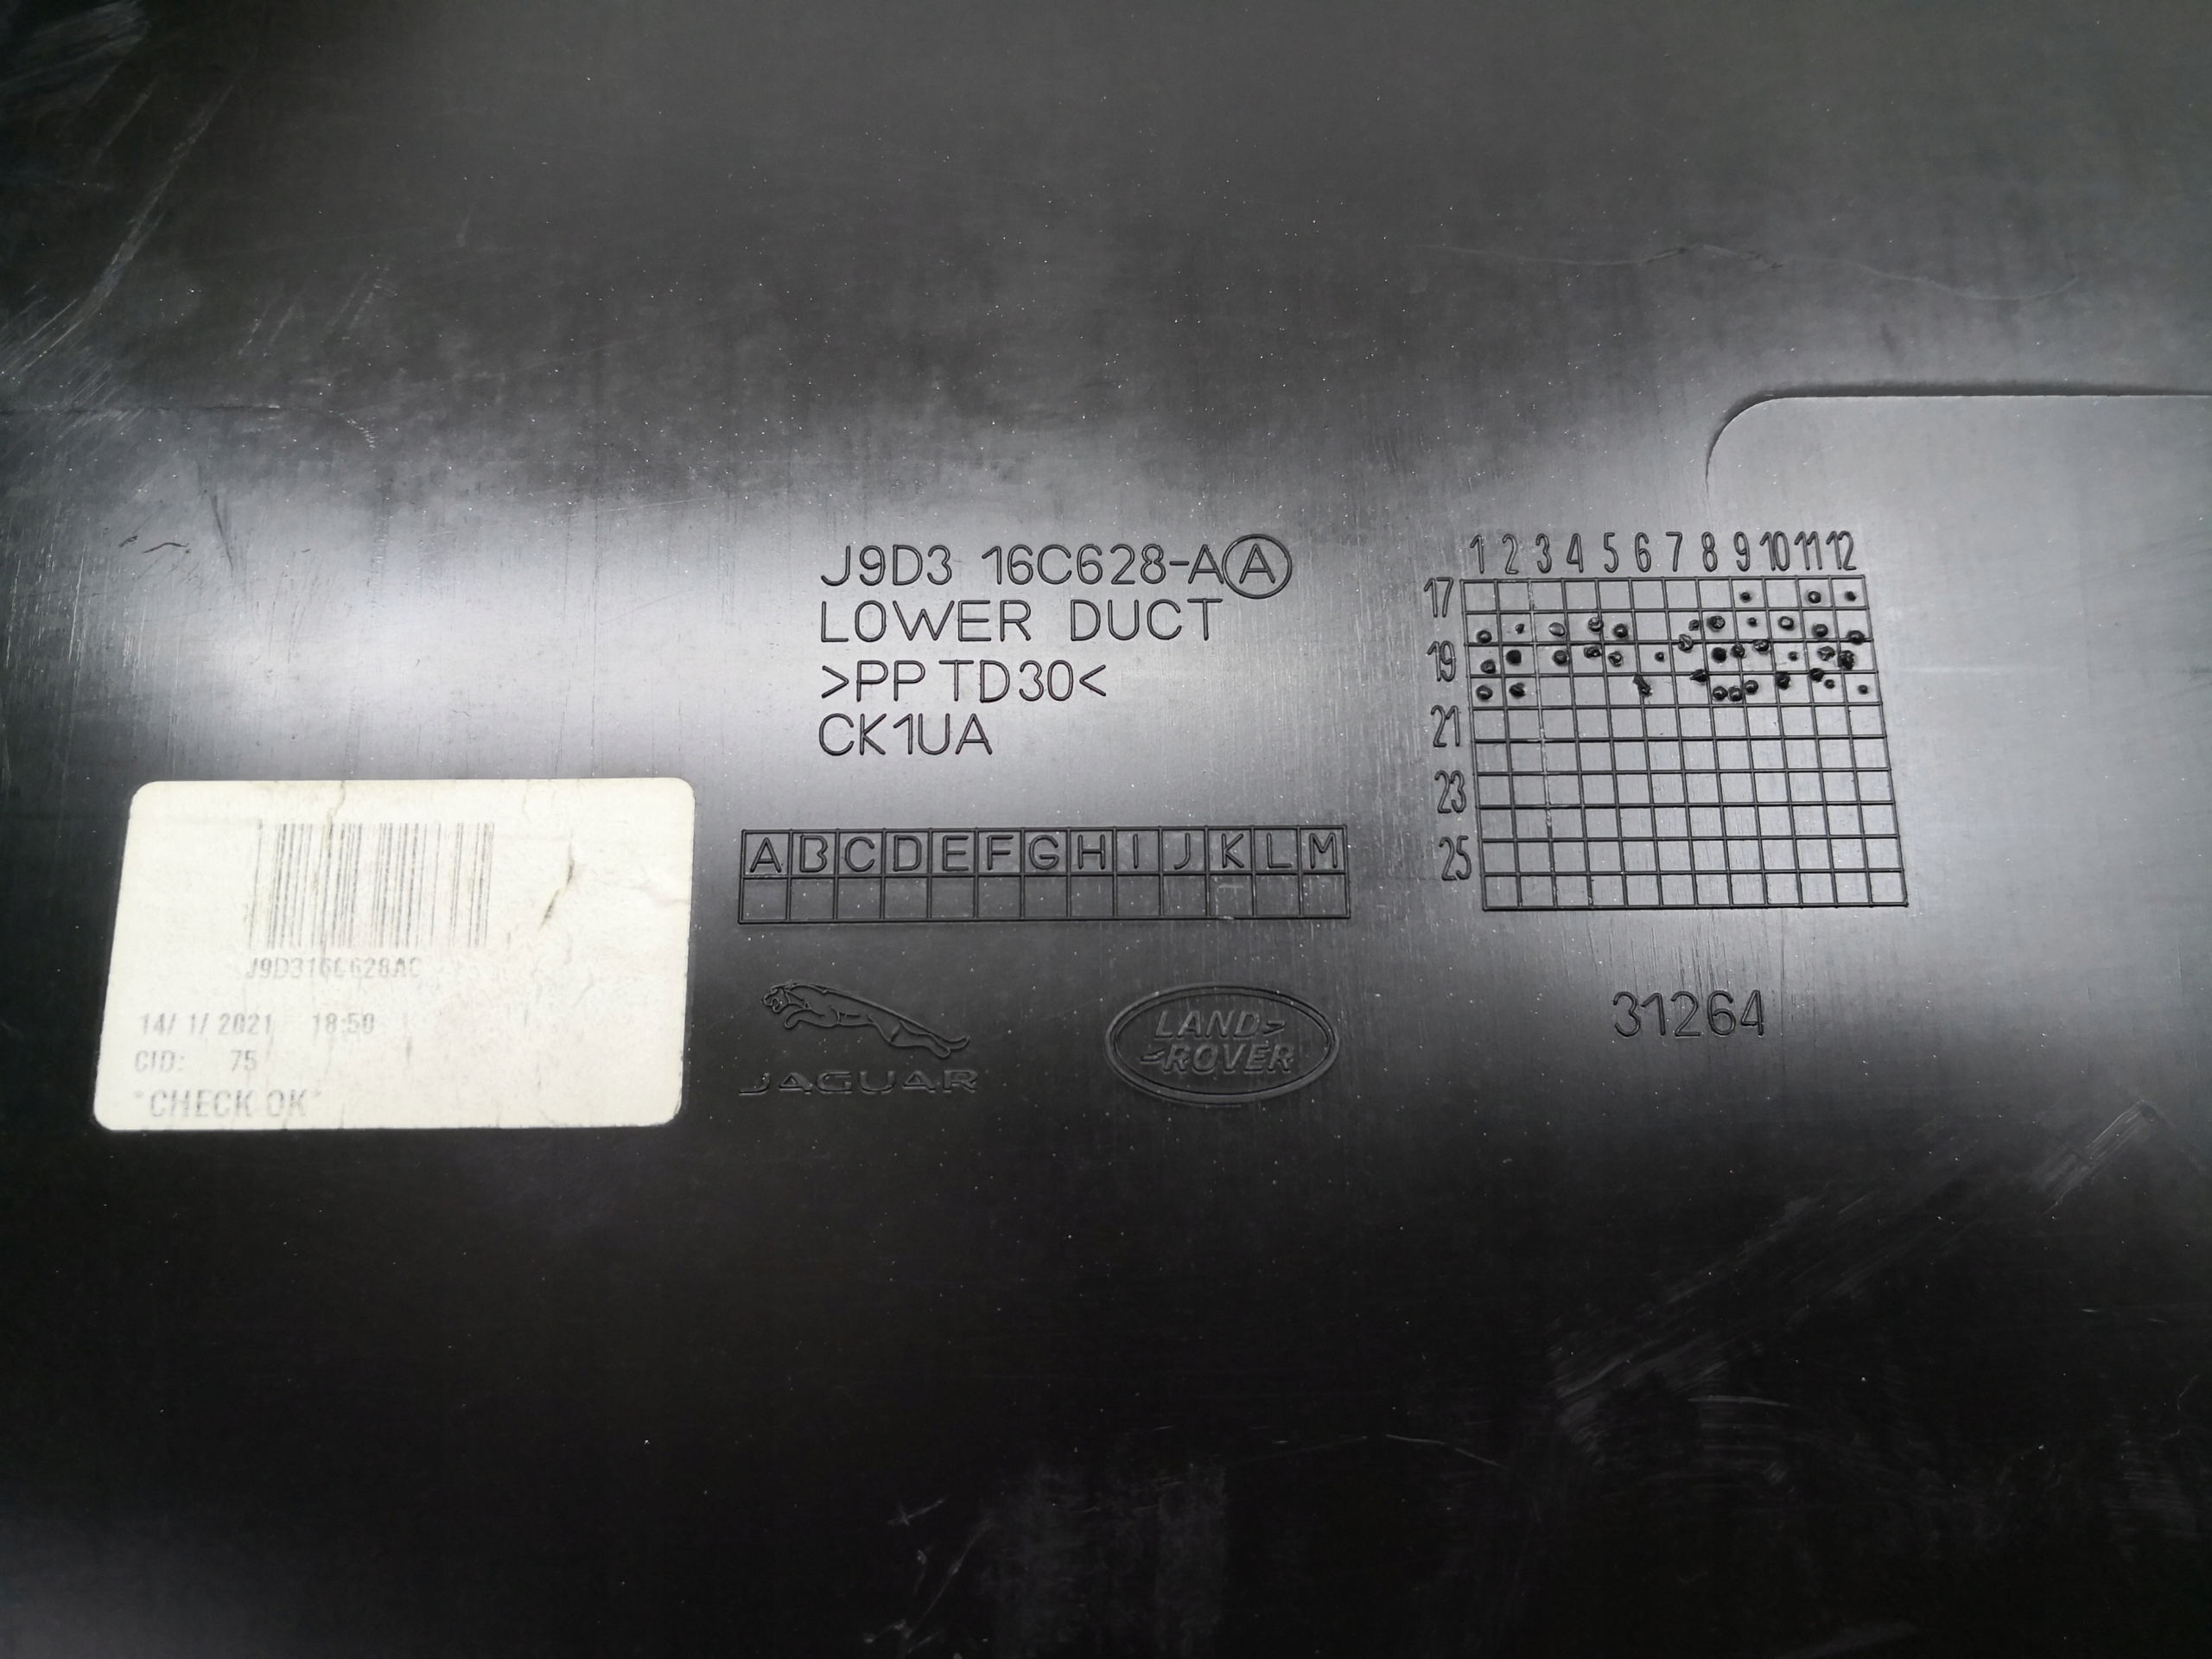 J9D3 16C628-A A
LOWER DUCT
>PP TD30<
CK1UA
1 2 3 4 5 6 7 8 9 10 11 12
17
19
21
23
25
A B C D E F G H I J K L M
J9D316C628AC
14/ 1/ 2021 18:50
CID: 75
*CHECK OK*
JAGUAR
LAND
ROVER
31264